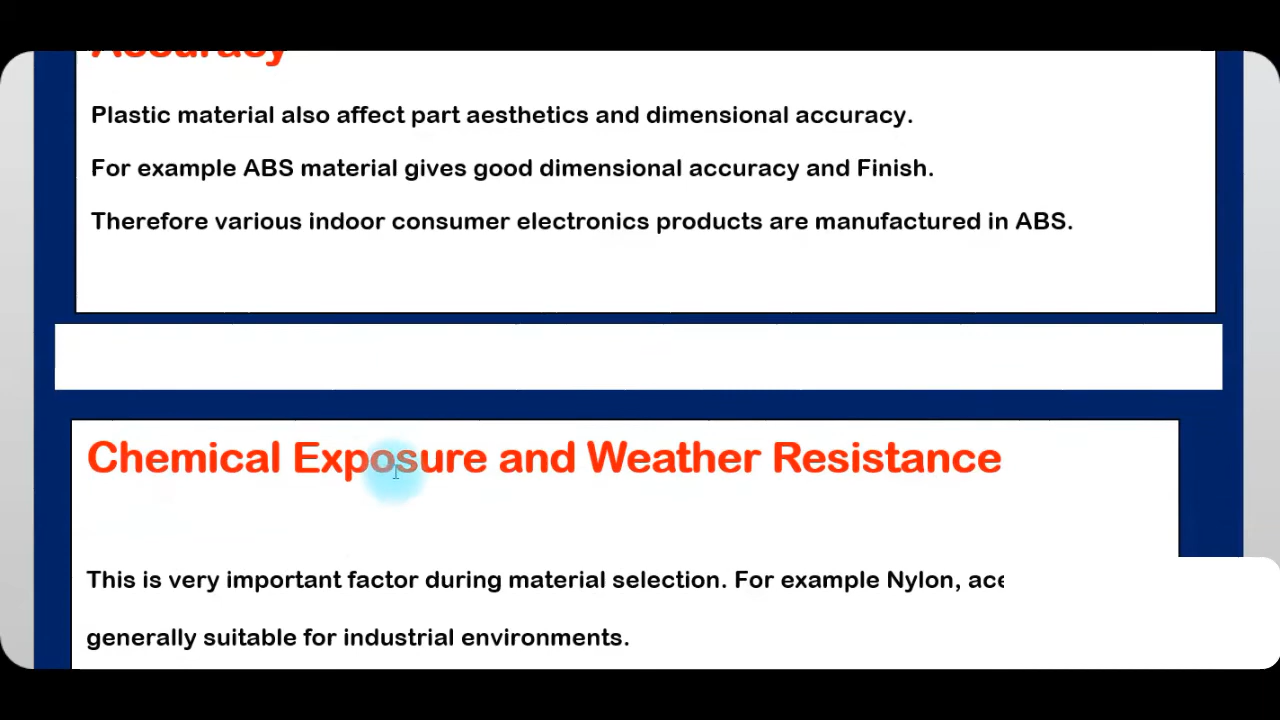 Accuracy
Plastic material also affect part aesthetics and dimensional accuracy.
For example ABS material gives good dimensional accuracy and Finish.
Therefore various indoor consumer electronics products are manufactured in ABS.
Chemical Exposure and Weather Resistance
This is very important factor during material selection. For example Nylon,
generally suitable for industrial environments.